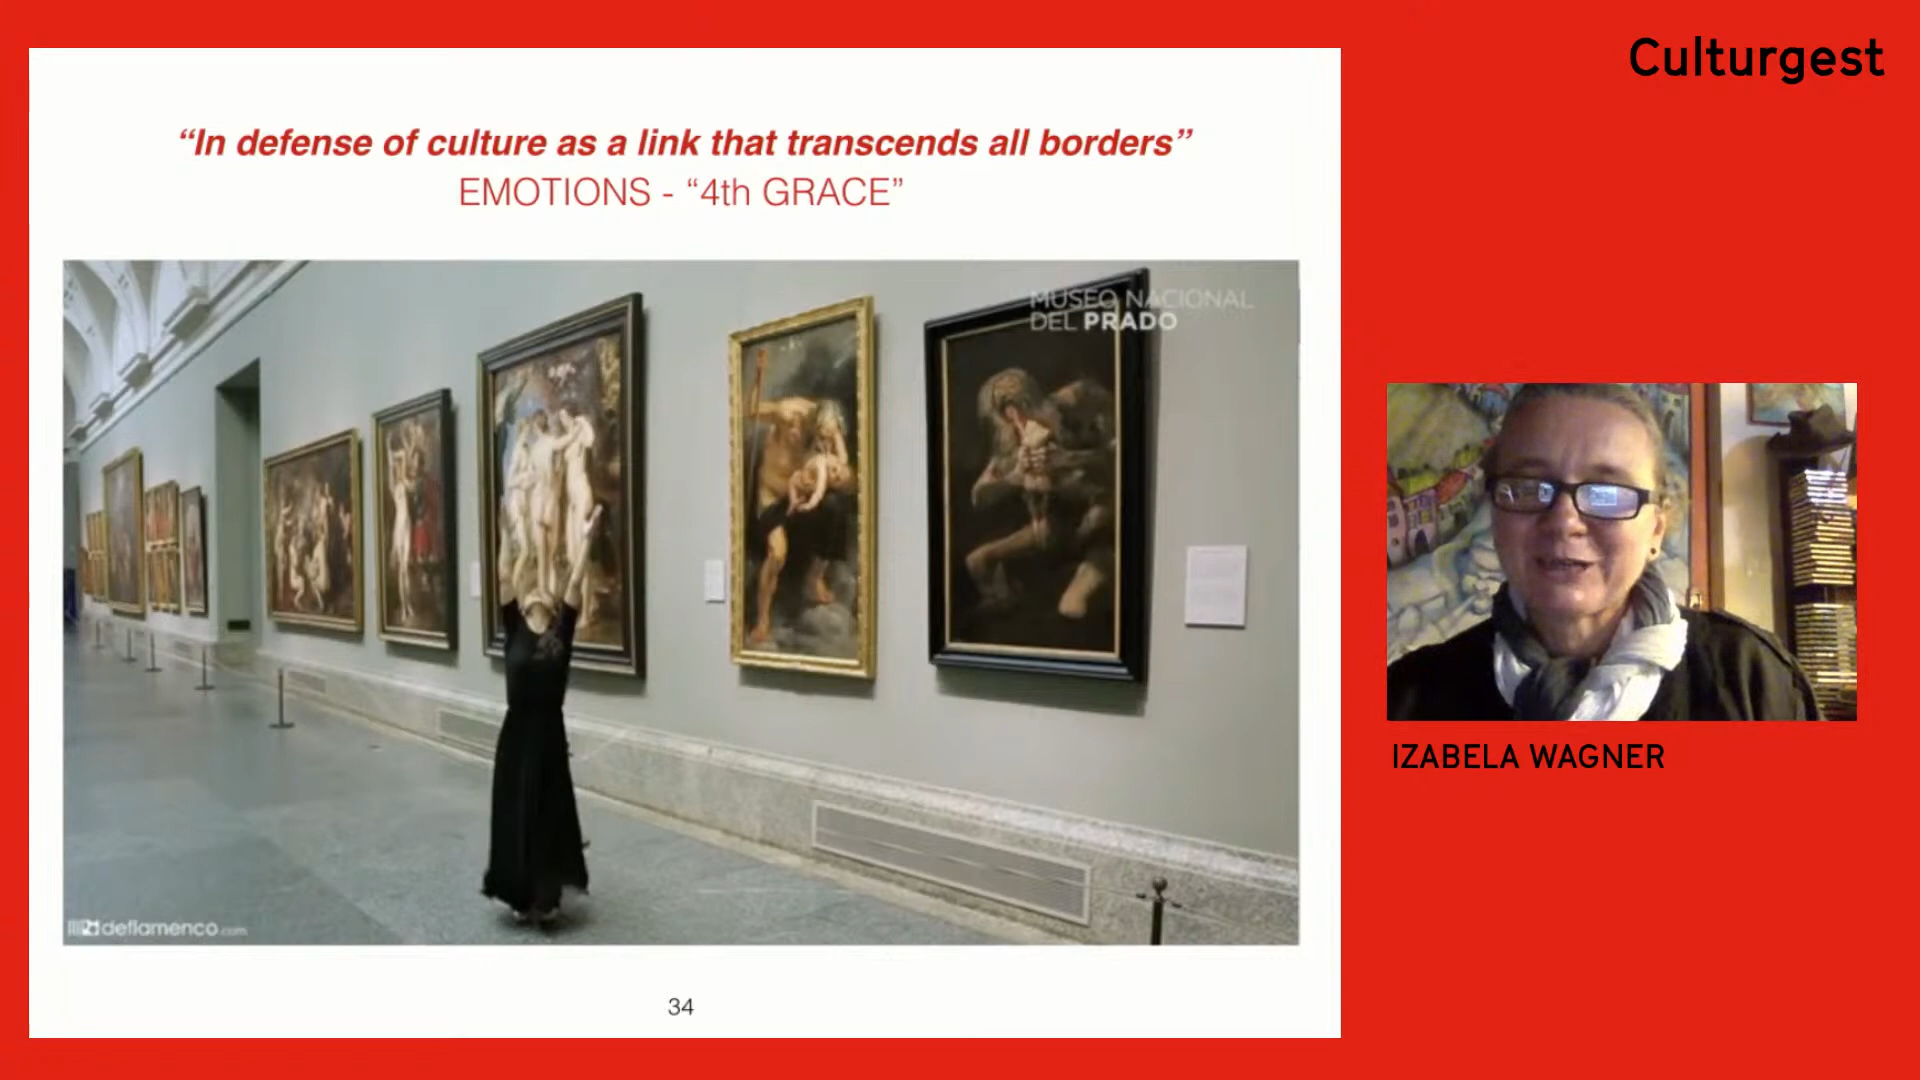 Culturgest
“In defense of culture as a link that transcends all borders”
EMOTIONS - “4th GRACE”
MUSEO NACIONAL
DEL PRADO
deflamenco.com
34
IZABELA WAGNER